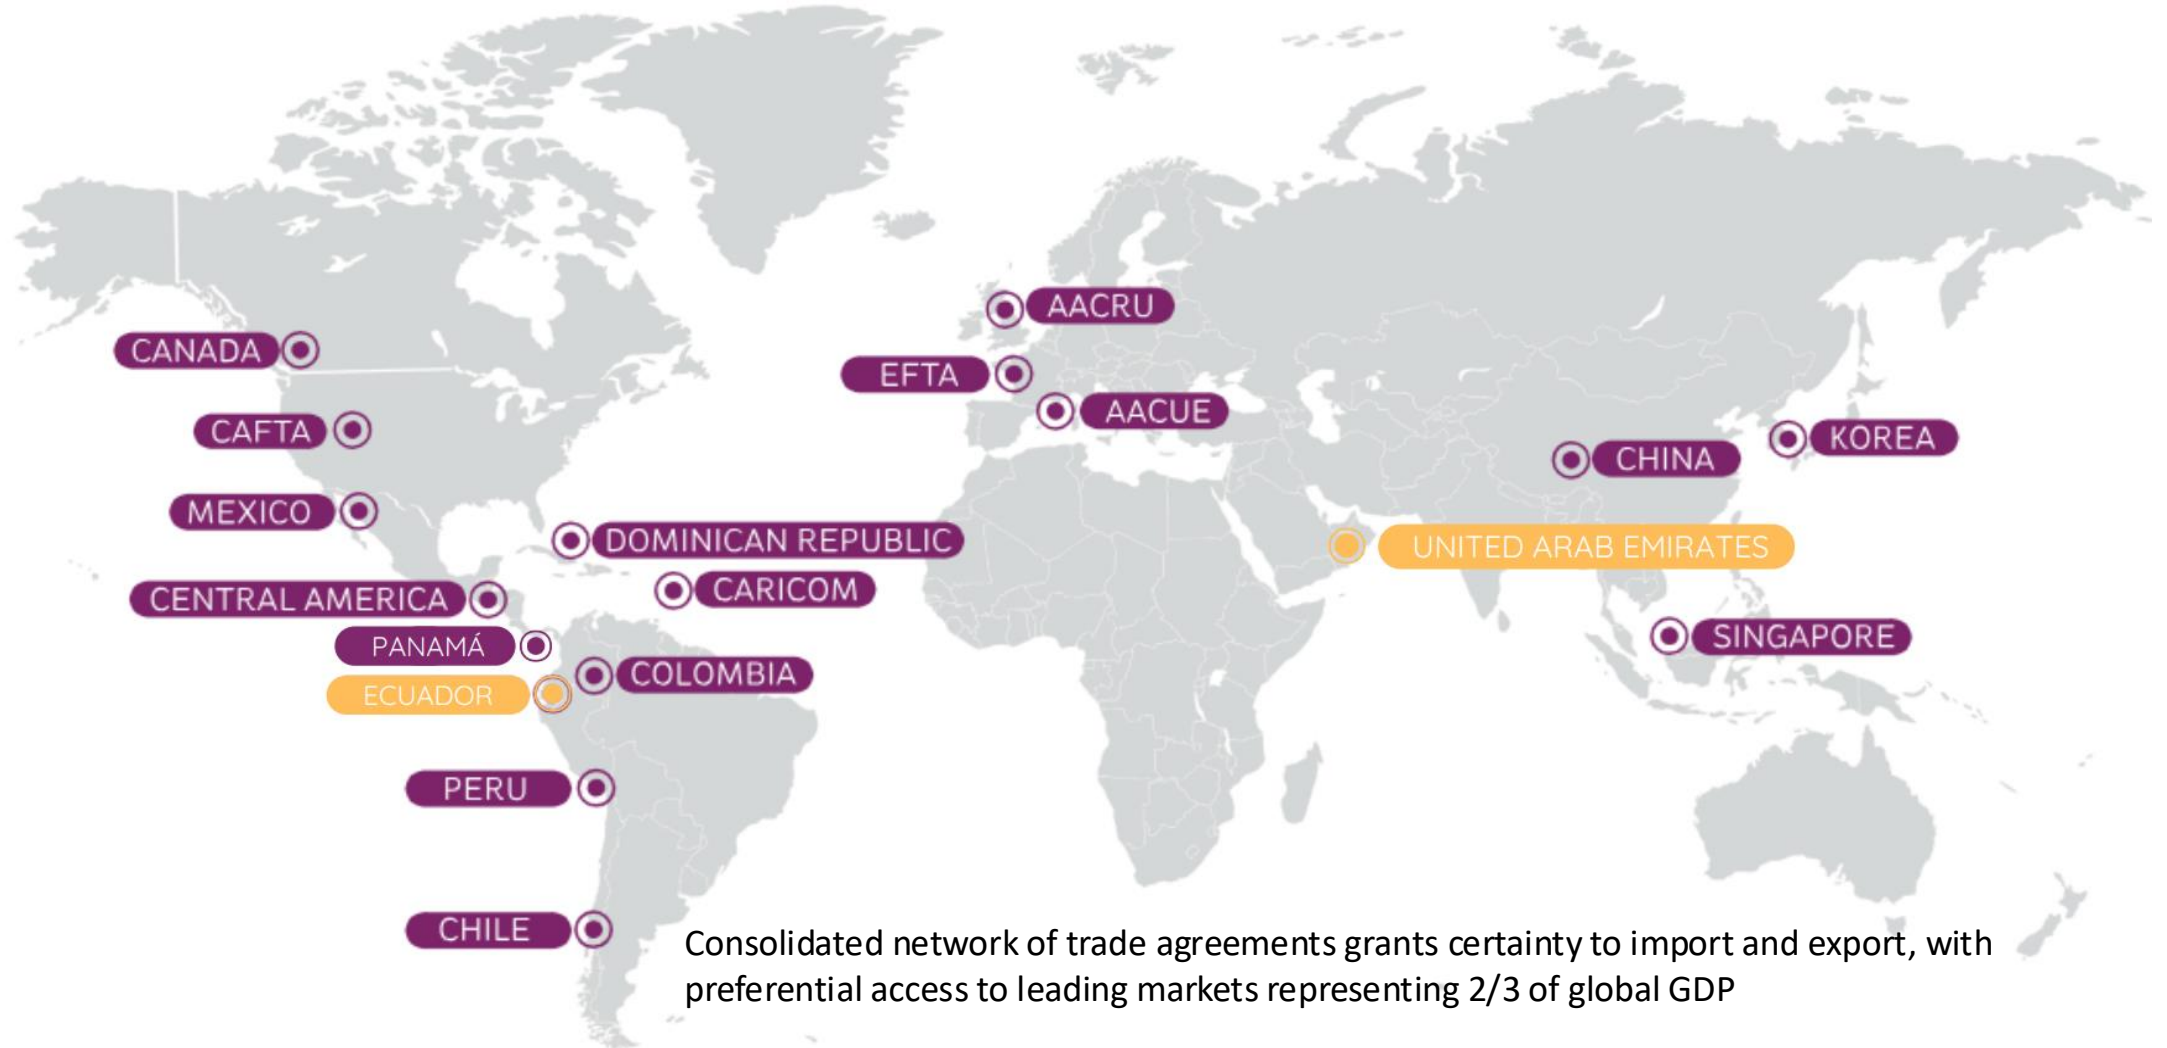 AACRU
CANADA
EFTA
AACUE
CAFTA
KOREA
CHINA
MEXICO
DOMINICAN REPUBLIC
UNITED ARAB EMIRATES
CARICOM
CENTRAL AMERICA
SINGAPORE
PANAMÁ
COLOMBIA
ECUADOR
PERU
CHILE
Consolidated network of trade agreements grants certainty to import and export, with
preferential access to leading markets representing 2/3 of global GDP